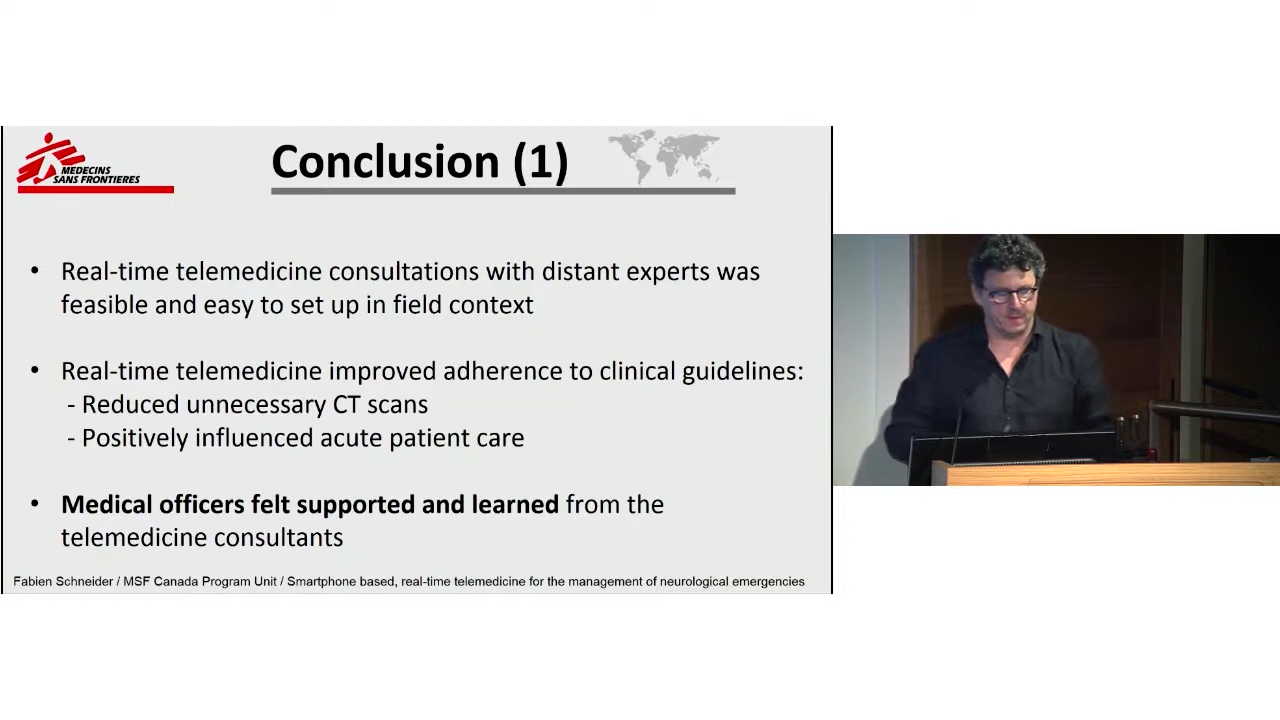 MEDECINS
SANS FRONTIERES
Conclusion (1)
• Real-time telemedicine consultations with distant experts was
feasible and easy to set up in field context
• Real-time telemedicine improved adherence to clinical guidelines:
- Reduced unnecessary CT scans
- Positively influenced acute patient care
• Medical officers felt supported and learned from the
telemedicine consultants
Fabien Schneider / MSF Canada Program Unit / Smartphone based, real-time telemedicine for the management of neurological emergencies